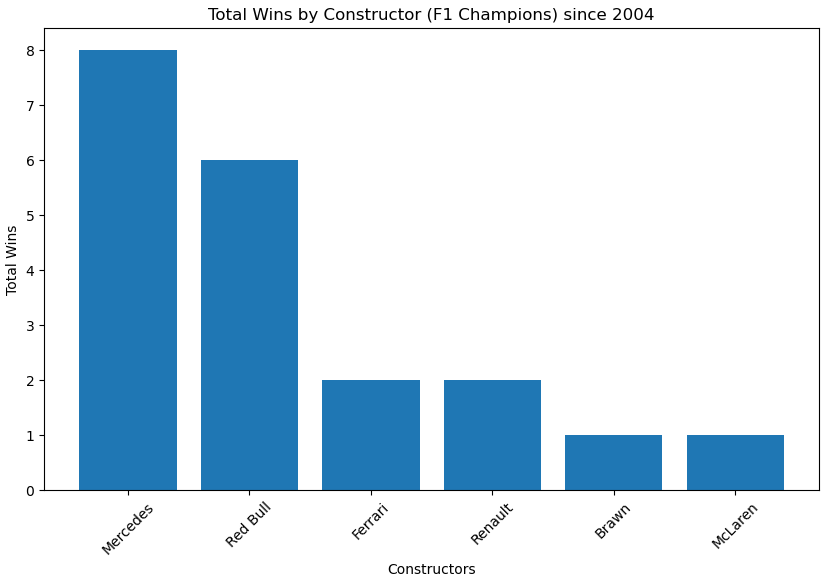 Total Wins by Constructor (F1 Champions) since 2004
Total Wins
8
7
6
5
4
3
2
1
0
Mercedes
Red Bull
Ferrari
Renault
Brawn
McLaren
Constructors